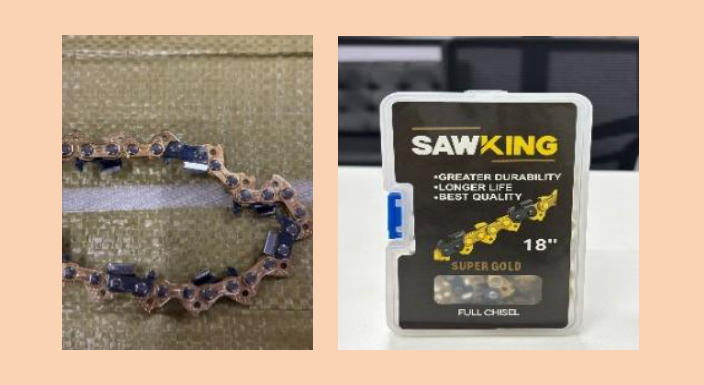 SAWKING
•GREATER DURABILITY
•LONGER LIFE
•BEST QUALITY
18"
SUPER GOLD
FULL CHISEL